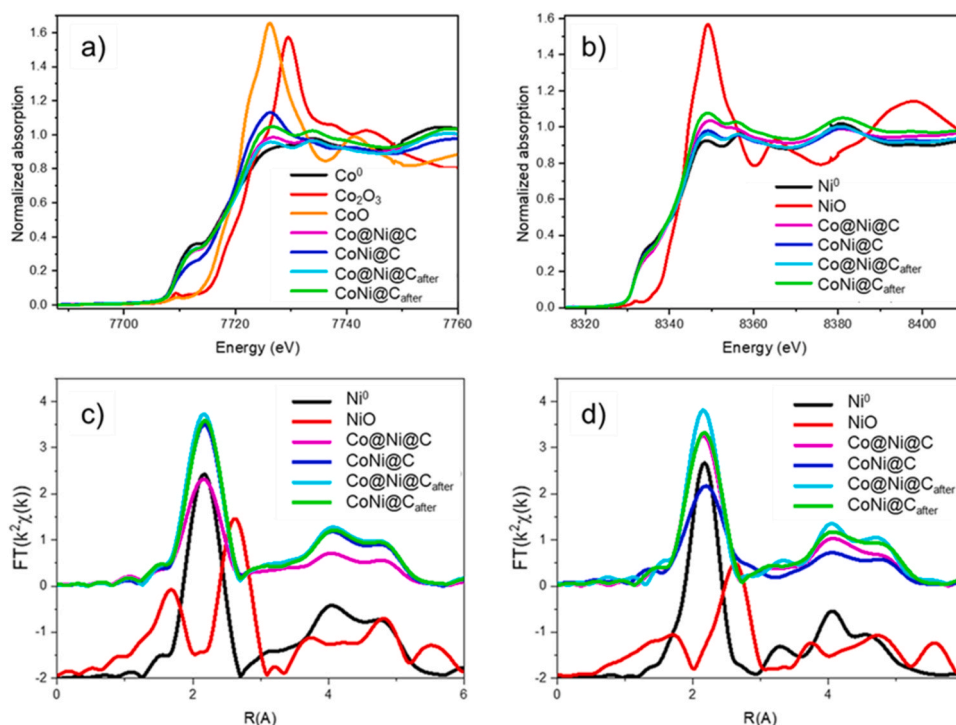 a)
1.6
1.4
1.2
1.0
0.8
0.6
0.4
0.2
0.0
Normalized absorption
Co⁰
Co₂O₃
CoO
Co@Ni@C
CoNi@C
Co@Ni@Cafter
CoNi@Cafter
7700 7720 7740 7760
Energy (eV)
b)
1.6
1.4
1.2
1.0
0.8
0.6
0.4
0.2
0.0
Normalized absorption
Ni⁰
NiO
Co@Ni@C
CoNi@C
Co@Ni@Cafter
CoNi@Cafter
8320 8340 8360 8380 8400
Energy (eV)
c)
4
3
2
1
0
-1
-2
FT(k²χ(k))
Ni⁰
NiO
Co@Ni@C
CoNi@C
Co@Ni@Cafter
CoNi@Cafter
0 2 4 6
R(A)
d)
4
3
2
1
0
-1
-2
FT(k²χ(k))
Ni⁰
NiO
Co@Ni@C
CoNi@C
Co@Ni@Cafter
CoNi@Cafter
0 2 4
R(A)